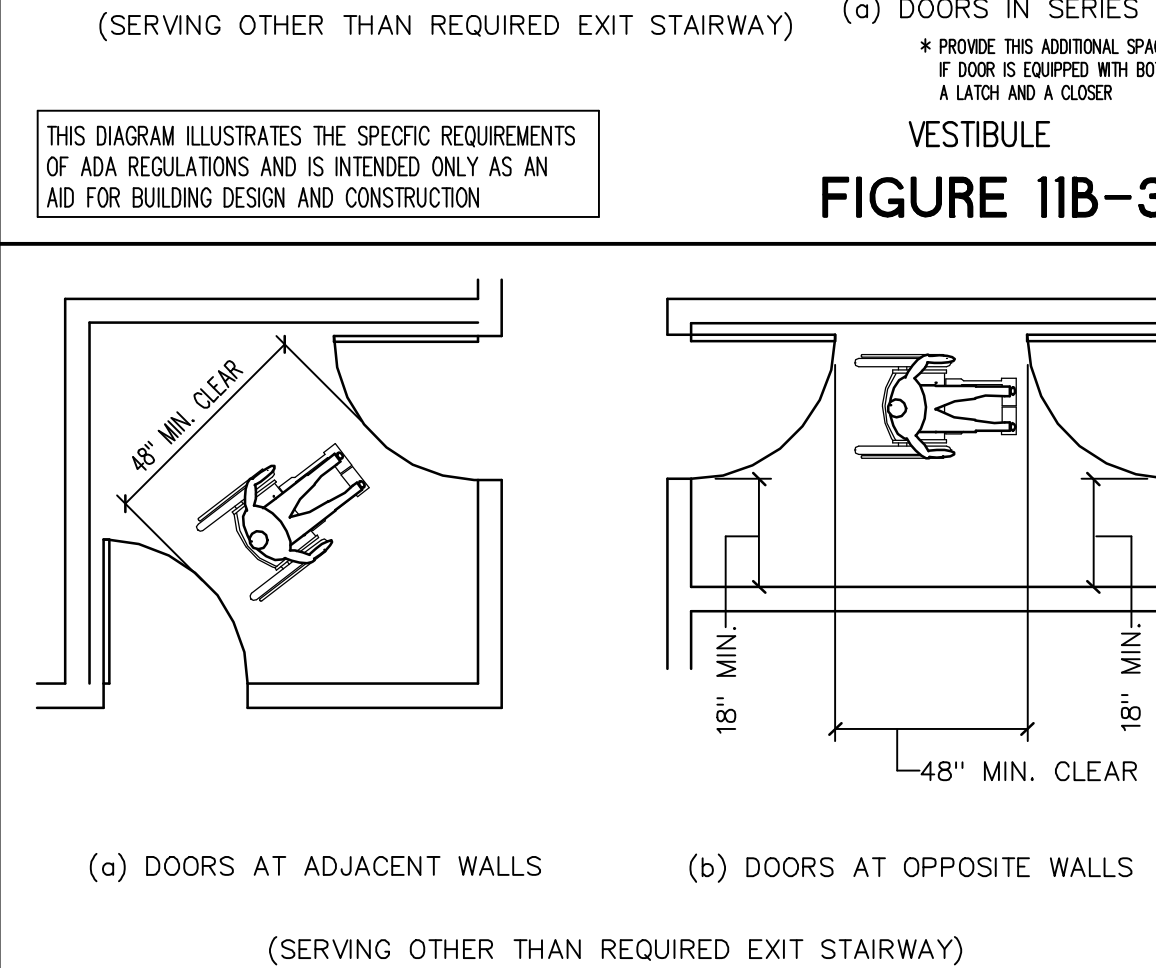 (SERVING OTHER THAN REQUIRED EXIT STAIRWAY)
(a) DOORS IN SERIES
* PROVIDE THIS ADDITIONAL
IF DOOR IS EQUIPPED WITH
A LATCH AND A CLOSER
VESTIBULE
FIGURE 11B-3
THIS DIAGRAM ILLUSTRATES THE SPECFIC REQUIREMENTS
OF ADA REGULATIONS AND IS INTENDED ONLY AS AN
AID FOR BUILDING DESIGN AND CONSTRUCTION
48" MIN. CLEAR
18" MIN.
18" MIN.
48" MIN. CLEAR
(a) DOORS AT ADJACENT WALLS
(b) DOORS AT OPPOSITE WALLS
(SERVING OTHER THAN REQUIRED EXIT STAIRWAY)